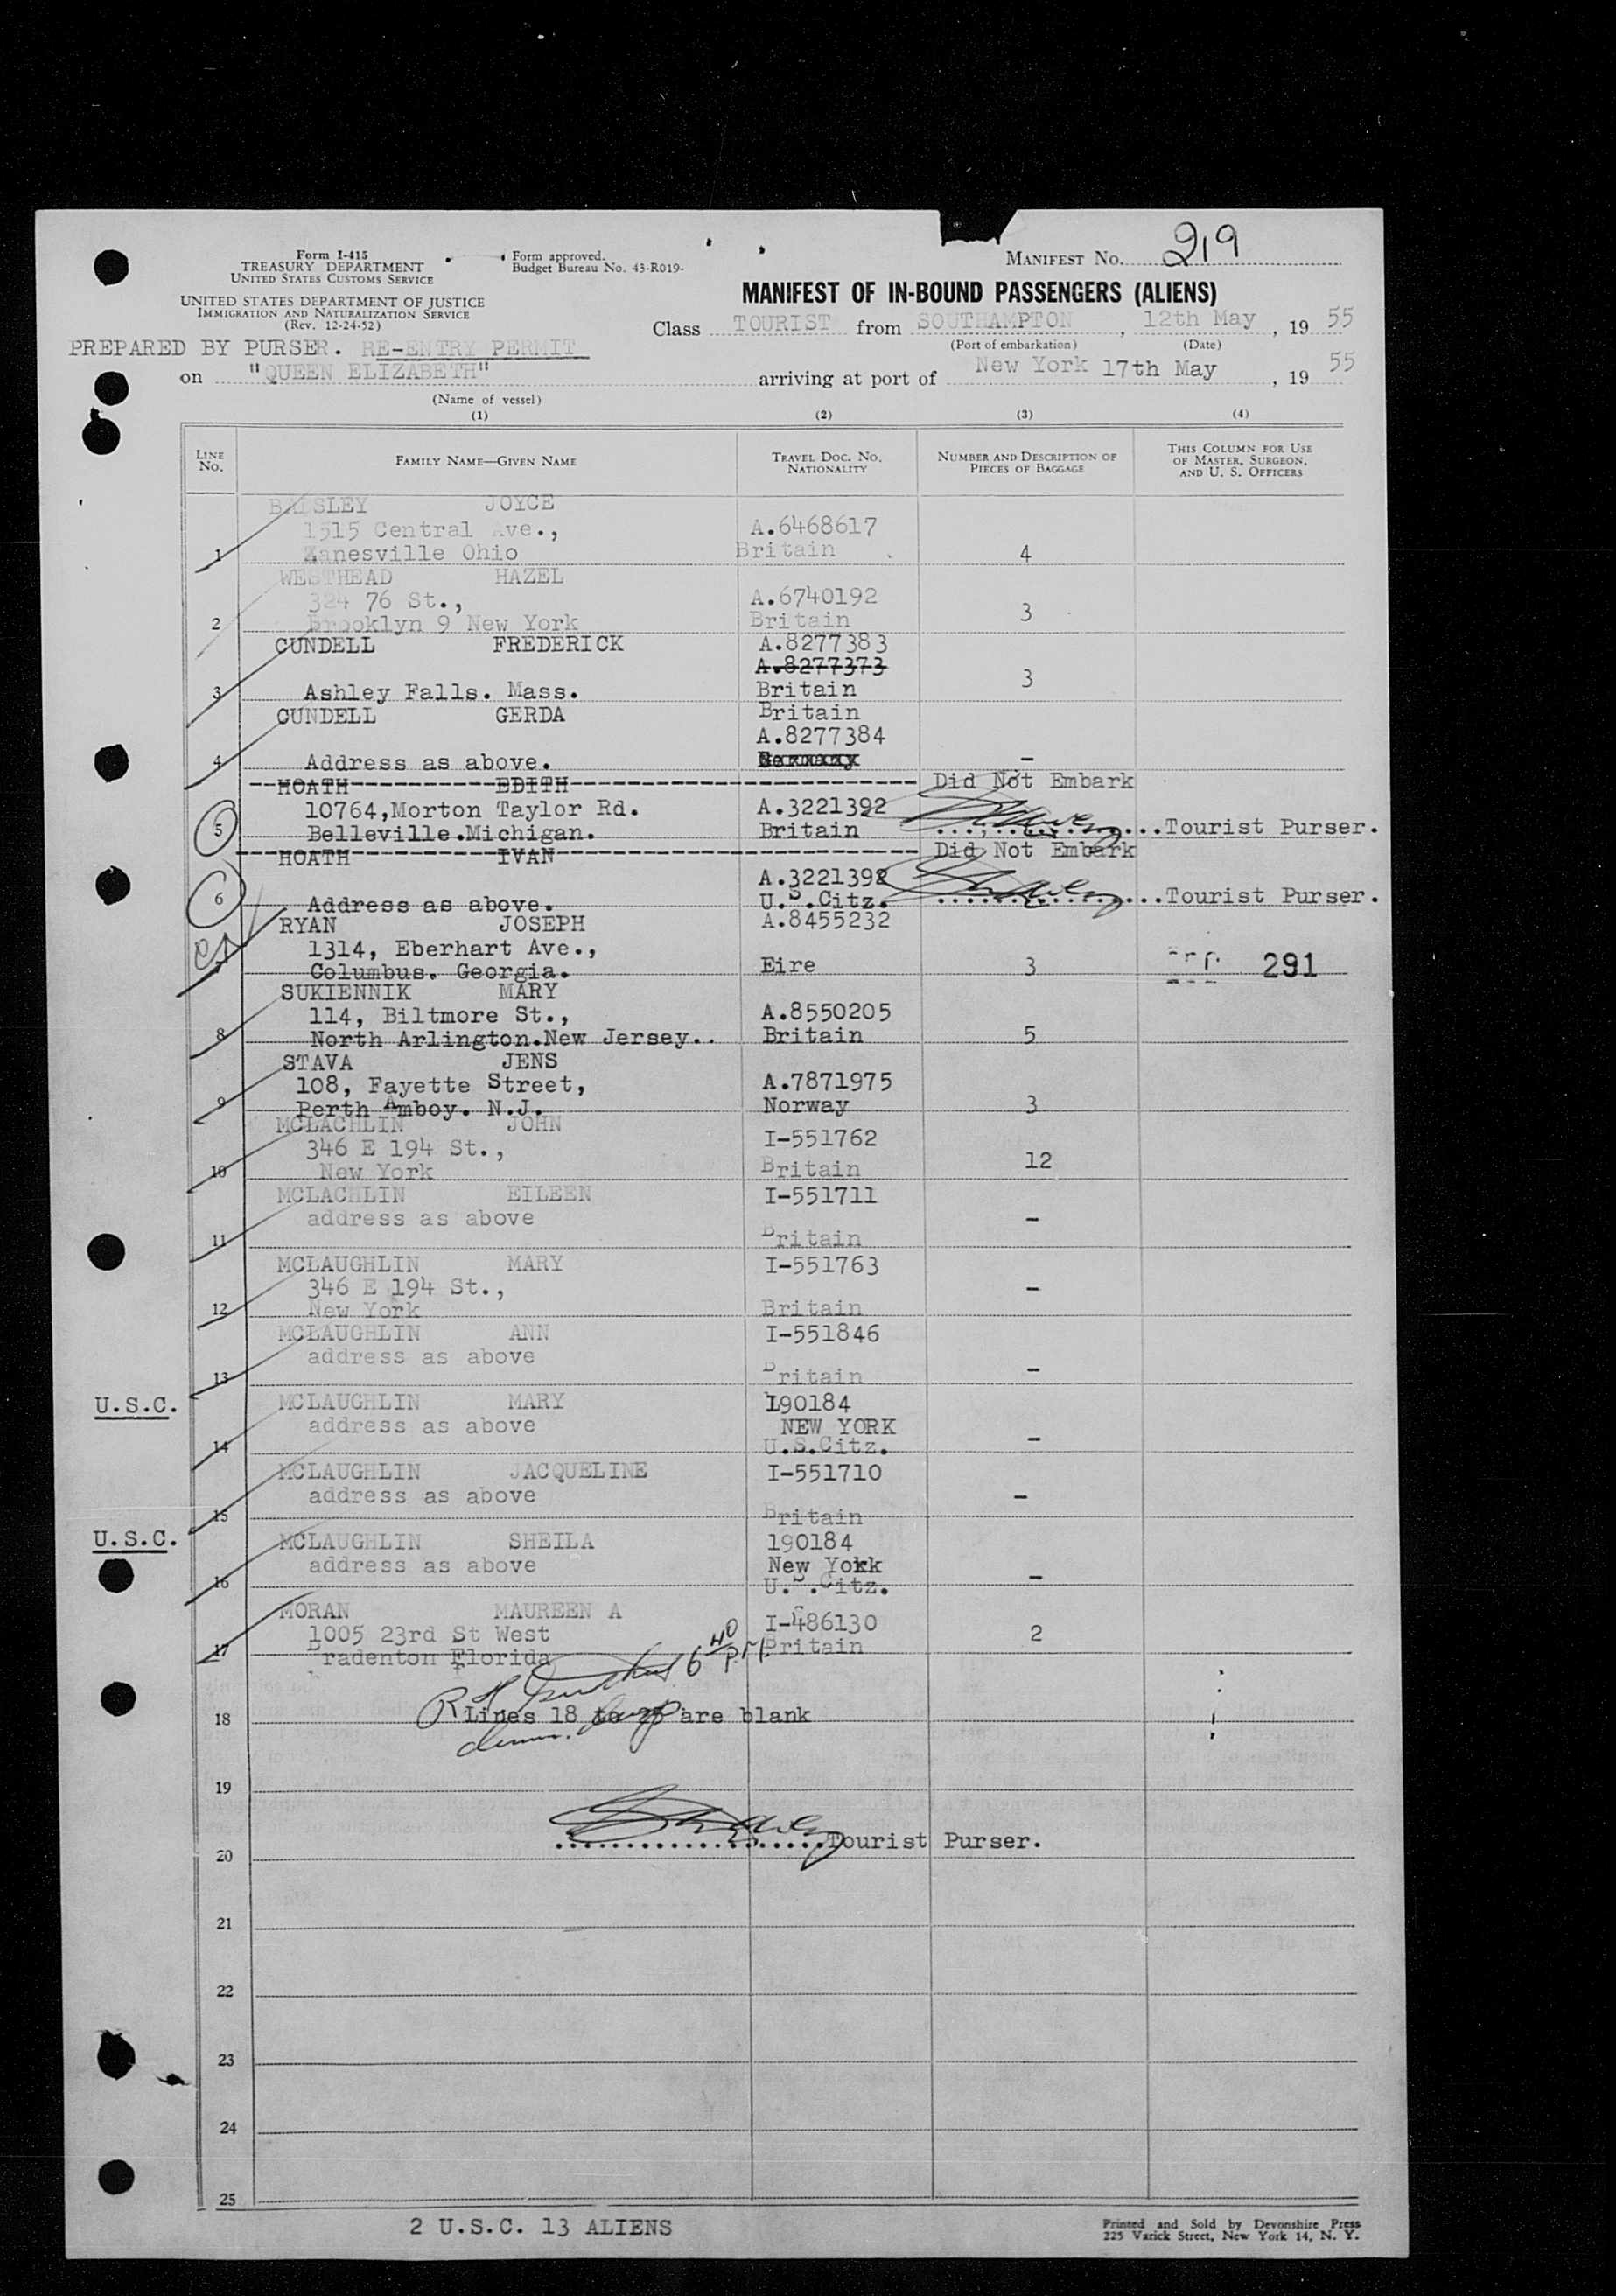 Form I-415
TREASURY DEPARTMENT
UNITED STATES CUSTOMS SERVICE
UNITED STATES DEPARTMENT OF JUSTICE
IMMIGRATION AND NATURALIZATION SERVICE
(Rev. 12-24-52)
Form approved.
Budget Bureau No. 43-R019-
MANIFEST NO. 219
MANIFEST OF IN-BOUND PASSENGERS (ALIENS)
Class TOURIST from SOUTHAMPTON, 12th May, 19 55
(Port of embarkation) (Date)
PREPARED BY PURSER. RE-ENTRY PERMIT
on "QUEEN ELIZABETH" arriving at port of New York 17th May, 19 55
(Name of vessel)
(1) (2) (3) (4)
LINE NO. FAMILY NAME—GIVEN NAME TRAVEL DOC. NO. NATIONALITY NUMBER AND DESCRIPTION OF PIECES OF BAGGAGE THIS COLUMN FOR USE OF MASTER, SURGEON, AND U. S. OFFICERS
JOYCE
1515 Central Ave., A.6468617
1 Zanesville Ohio Britain 4
WESTHEAD HAZEL
324 76 St., A.6740192
2 Brooklyn 9 New York Britain 3
CUNDELL FREDERICK A.8277383
A.8277373
3 Ashley Falls. Mass. Britain 3
CUNDELL GERDA Britain
A.8277384
4 Address as above. Germany -
HOATH EDITH Did Not Embark
10764,Morton Taylor Rd. A.3221392
5 Belleville.Michigan. Britain Tourist Purser.
HOATH IVAN Did Not Embark
A.3221392
6 Address as above. U.S.Citz. Tourist Purser.
RYAN JOSEPH A.8455232
1314, Eberhart Ave.,
7 Columbus. Georgia. Eire 3 291
SUKIENNIK MARY
114, Biltmore St., A.8550205
8 North Arlington.New Jersey.. Britain 5
STAVA JENS
108, Fayette Street, A.7871975
9 Perth Amboy. N.J. Norway 3
MCLACHLIN JOHN
346 E 194 St., I-551762
10 New York Britain 12
MCLACHLIN EILEEN I-551711
address as above -
11 Britain
MCLAUGHLIN MARY I-551763
346 E 194 St., -
12 New York Britain
MCLAUGHLIN ANN I-551846
address as above
13 Britain -
U.S.C. MCLAUGHLIN MARY 190184
address as above NEW YORK
14 U.S.Citz. -
MCLAUGHLIN JACQUELINE I-551710
address as above -
15 Britain
U.S.C. MCLAUGHLIN SHEILA 190184
address as above New Yokk
16 U.S.Citz. -
MORAN MAUREEN A I-486130
1005 23rd St West 2
17 Bradenton Florida Britain
6 40 P.M.
18 Lines 18 to 25 are blank
19
Tourist Purser.
20
21
22
23
24
25
2 U.S.C. 13 ALIENS
Printed and Sold by Devonshire Press
225 Varick Street, New York 14, N. Y.